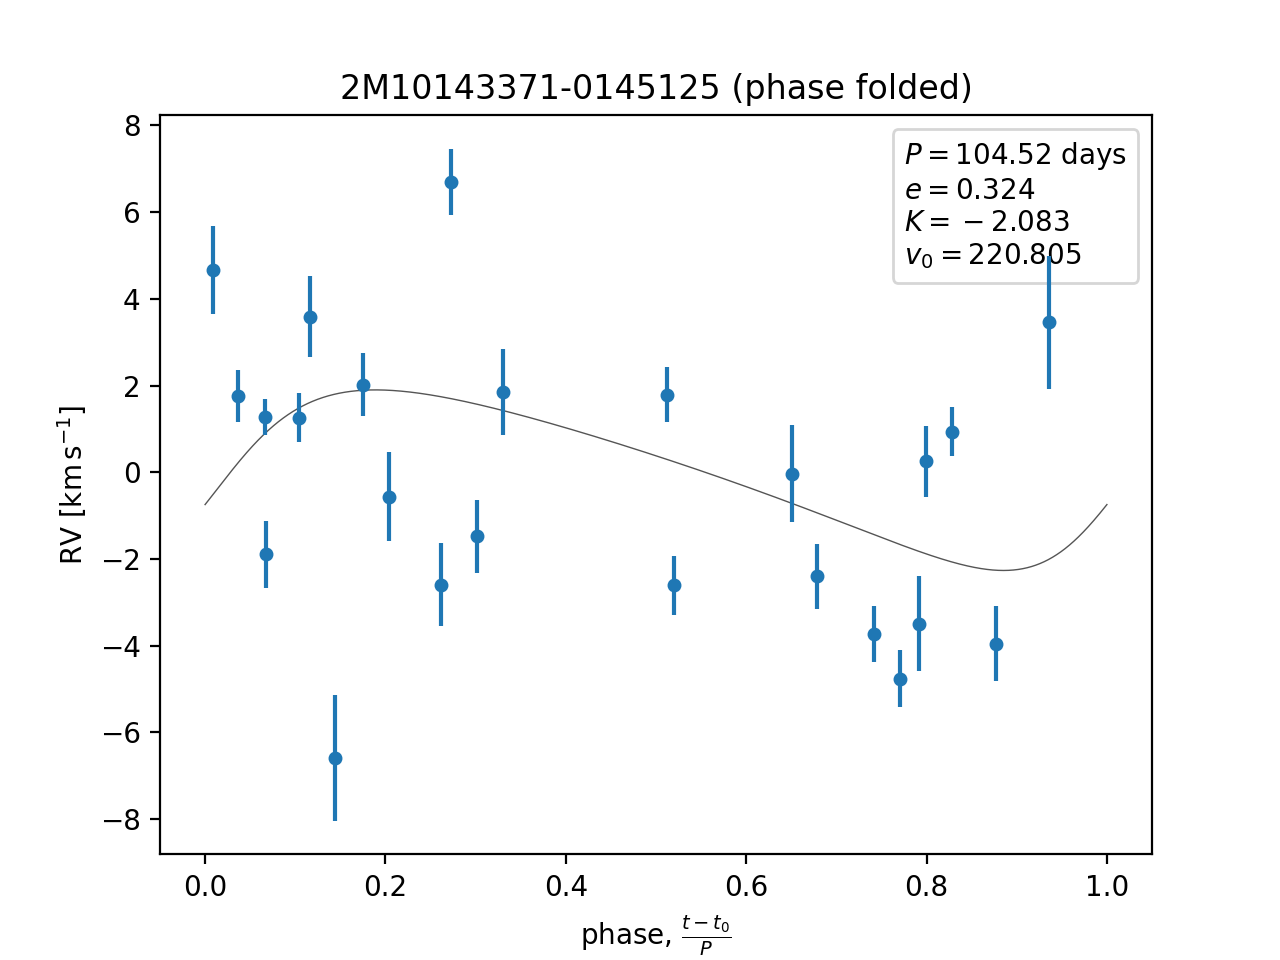 2M10143371-0145125 (phase folded)
P = 104.52 days
e = 0.324
K = −2.083
v₀ = 220.805
RV [km s⁻¹]
8
6
4
2
0
−2
−4
−6
−8
0.0 0.2 0.4 0.6 0.8 1.0
phase, (t − t₀)/P